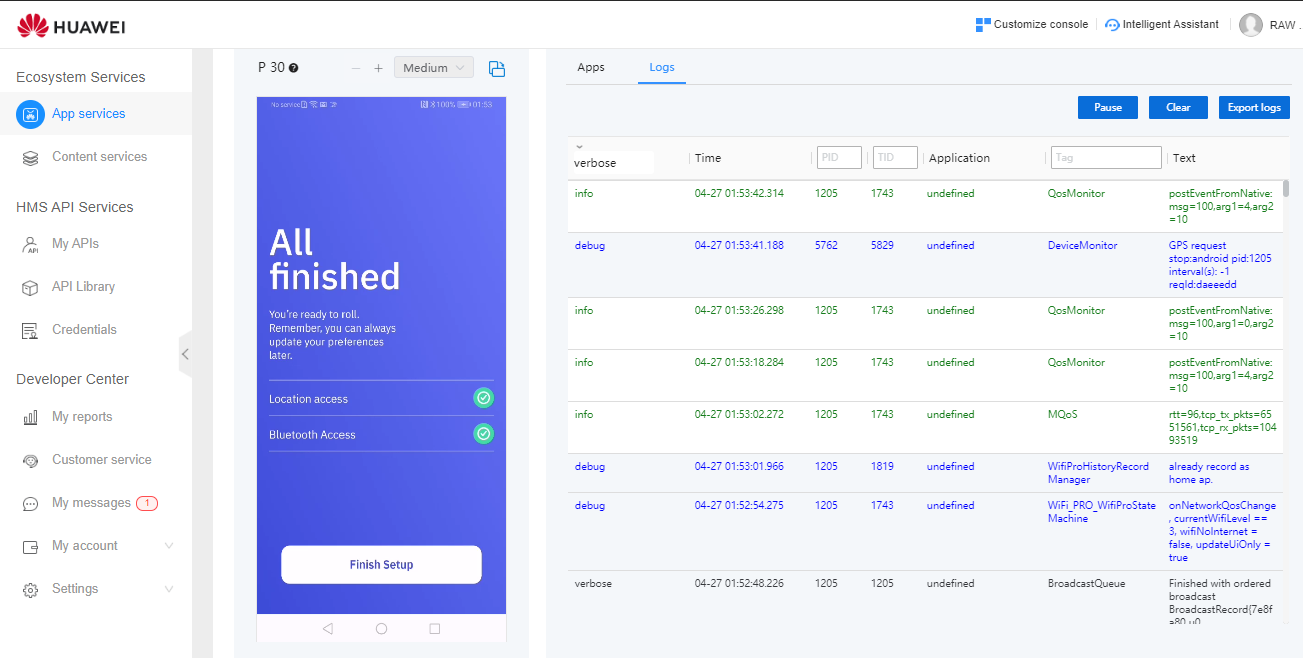 HUAWEI
Customize console
Intelligent Assistant
RAW .
Ecosystem Services
App services
Content services
HMS API Services
My APIs
API Library
Credentials
Developer Center
My reports
Customer service
My messages 1
My account
Settings
P 30 ?
− + Medium
No service 100% 01:53
All
finished
You're ready to roll.
Remember, you can always
update your preferences
later.
Location access
Bluetooth Access
Finish Setup
Apps Logs
Pause Clear Export logs
verbose Time PID TID Application Tag Text
info 04-27 01:53:42.314 1205 1743 undefined QosMonitor postEventFromNative:
msg=100,arg1=4,arg2
=10
debug 04-27 01:53:41.188 5762 5829 undefined DeviceMonitor GPS request
stop:android pid:1205
interval(s): -1
reqId:daeeedd
info 04-27 01:53:26.298 1205 1743 undefined QosMonitor postEventFromNative:
msg=100,arg1=0,arg2
=10
info 04-27 01:53:18.284 1205 1743 undefined QosMonitor postEventFromNative:
msg=100,arg1=4,arg2
=10
info 04-27 01:53:02.272 1205 1743 undefined MQoS rtt=96,tcp_tx_pkts=65
51561,tcp_rx_pkts=104
93519
debug 04-27 01:53:01.966 1205 1819 undefined WifiProHistoryRecord already record as
Manager home ap.
debug 04-27 01:52:54.275 1205 1743 undefined WiFi_PRO_WifiProState onNetworkQosChange
Machine , currentWifiLevel ==
3, wifiNoInternet =
false, updateUiOnly =
true
verbose 04-27 01:52:48.226 1205 1205 undefined BroadcastQueue Finished with ordered
broadcast
BroadcastRecord{7e8f
a80 u0